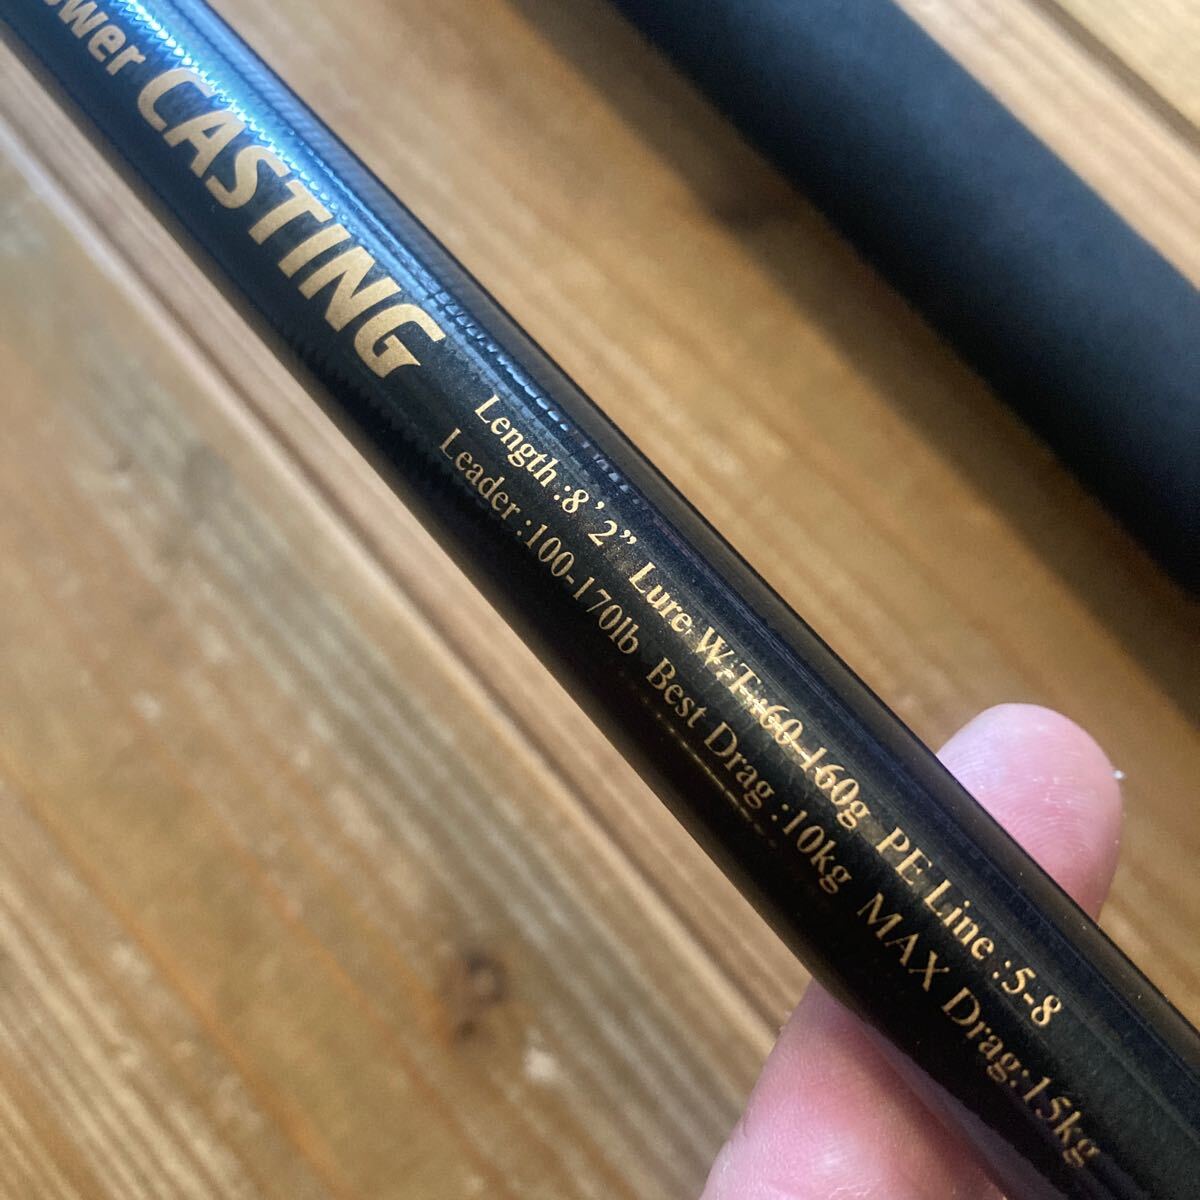 CASTING
Length :8’2” Lure W.T:60-160g PE Line :5-8
Leader :100-170lb Best Drag :10kg MAX Drag:15kg